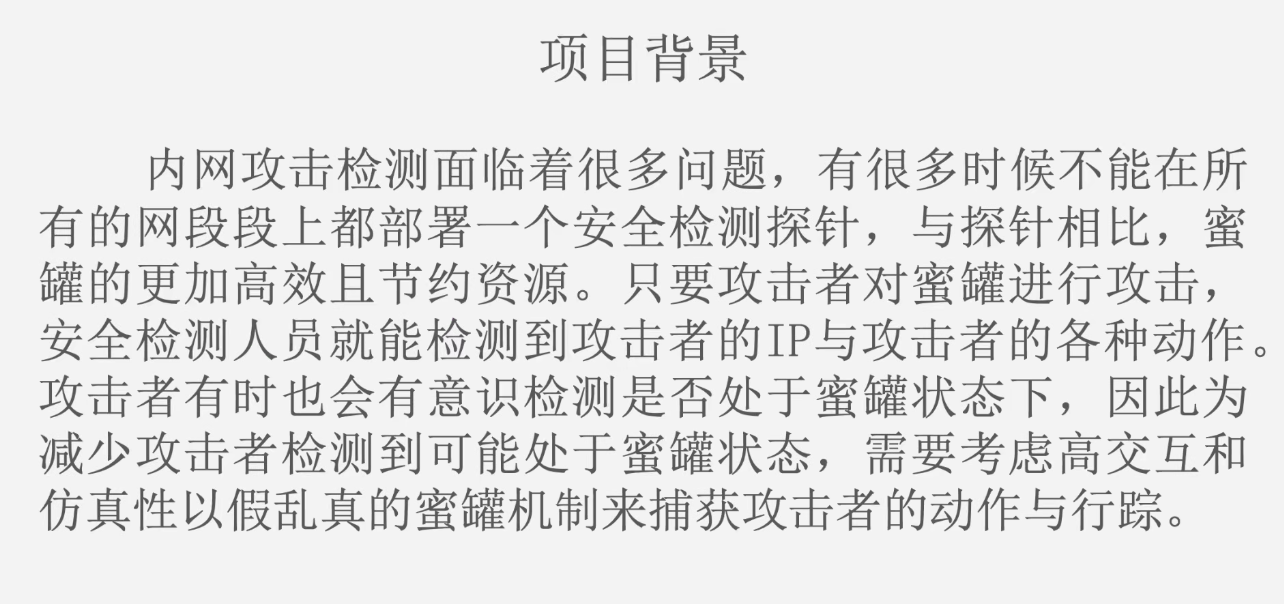 项目背景
内网攻击检测面临着很多问题，有很多时候不能在所
有的网段段上都部署一个安全检测探针，与探针相比，蜜
罐的更加高效且节约资源。只要攻击者对蜜罐进行攻击，
安全检测人员就能检测到攻击者的IP与攻击者的各种动作。
攻击者有时也会有意识检测是否处于蜜罐状态下，因此为
减少攻击者检测到可能处于蜜罐状态，需要考虑高交互和
仿真性以假乱真的蜜罐机制来捕获攻击者的动作与行踪。